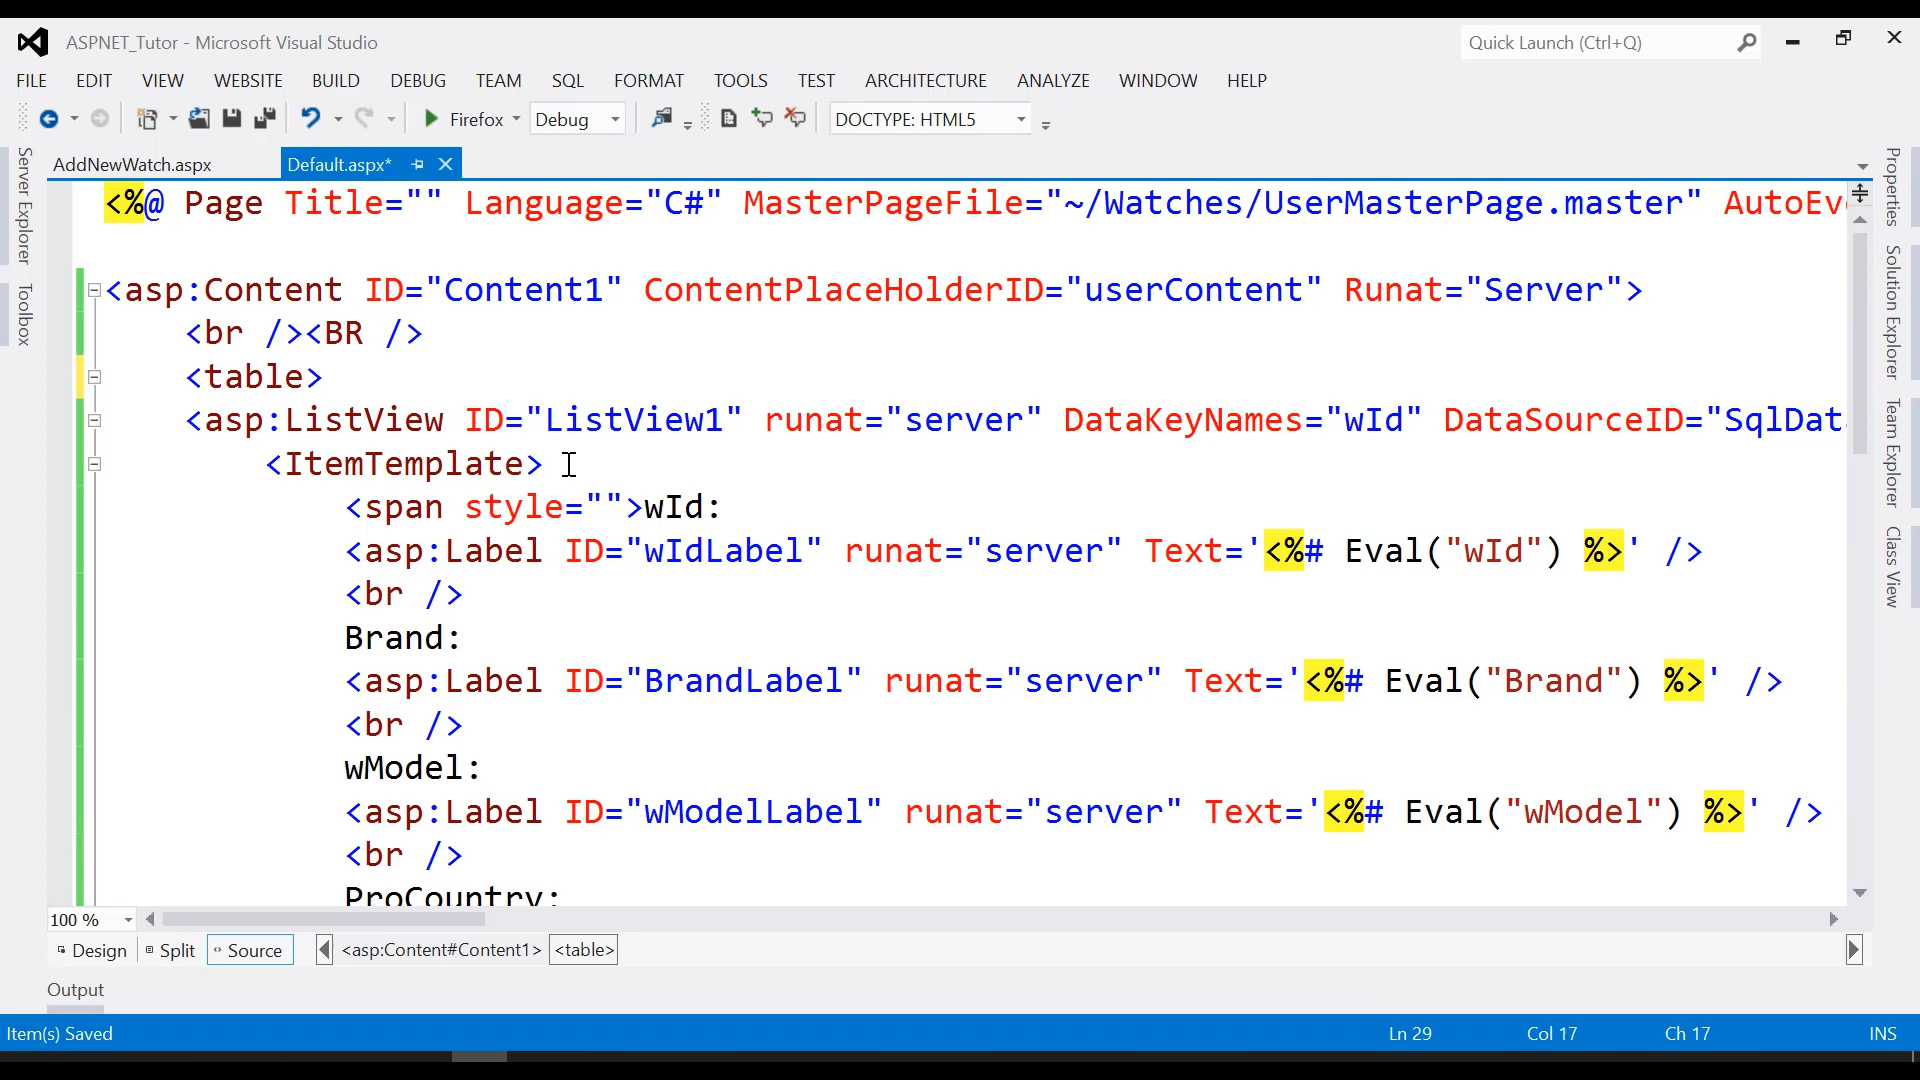 ASPNET_Tutor - Microsoft Visual Studio
Quick Launch (Ctrl+Q)
FILE EDIT VIEW WEBSITE BUILD DEBUG TEAM SQL FORMAT TOOLS TEST ARCHITECTURE ANALYZE WINDOW HELP
Firefox Debug DOCTYPE: HTML5
AddNewWatch.aspx Default.aspx*
Server Explorer
Toolbox
Properties
Solution Explorer
Team Explorer
Class View
<%@ Page Title="" Language="C#" MasterPageFile="~/Watches/UserMasterPage.master" AutoEv
<asp:Content ID="Content1" ContentPlaceHolderID="userContent" Runat="Server">
<br /><BR />
<table>
<asp:ListView ID="ListView1" runat="server" DataKeyNames="wId" DataSourceID="SqlDat
<ItemTemplate>
<span style="">wId:
<asp:Label ID="wIdLabel" runat="server" Text='<%# Eval("wId") %>' />
<br />
Brand:
<asp:Label ID="BrandLabel" runat="server" Text='<%# Eval("Brand") %>' />
<br />
wModel:
<asp:Label ID="wModelLabel" runat="server" Text='<%# Eval("wModel") %>' />
<br />
ProCountry:
100 %
Design Split Source <asp:Content#Content1> <table>
Output
Item(s) Saved Ln 29 Col 17 Ch 17 INS